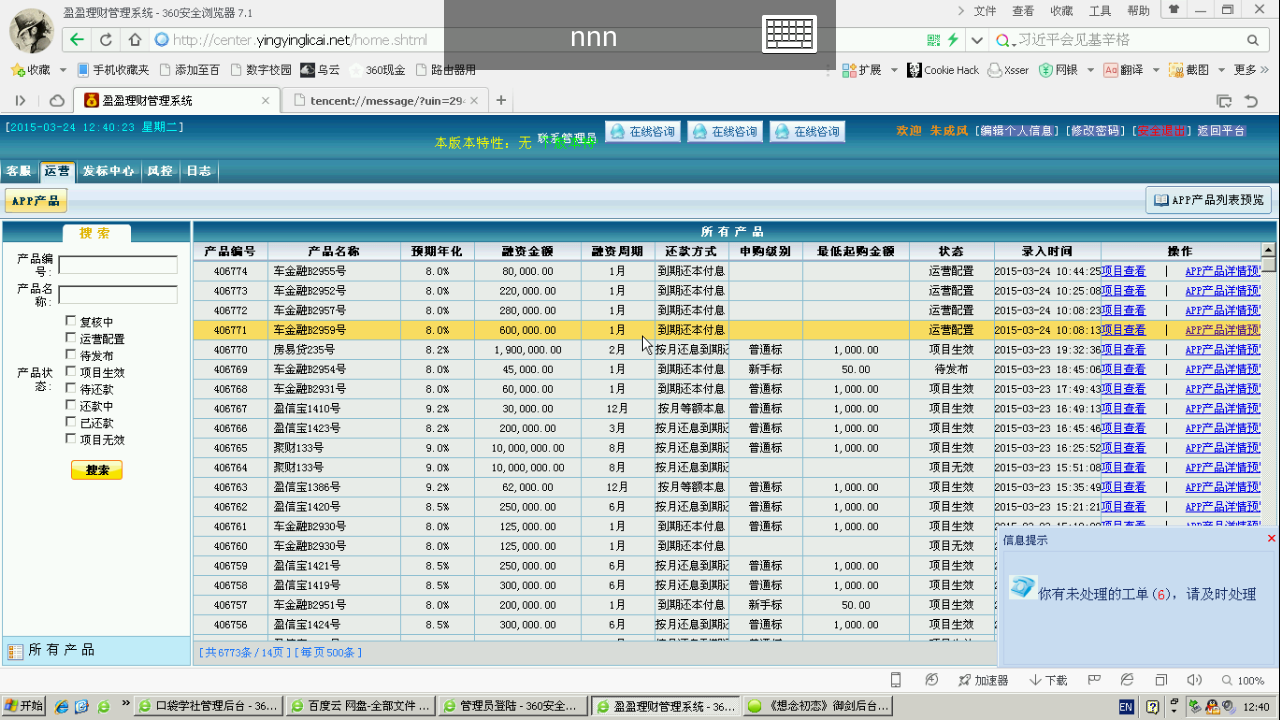 盈盈理财管理系统 - 360安全浏览器 7.1
文件 查看 收藏 工具 帮助
nnn
http://center.yingyinglicai.net/home.shtml
习近平会见基辛格
收藏 手机收藏夹 添加至百 数字校园 乌云 360现金 路由器用
扩展 Cookie Hack Xsser 网银 翻译 截图 更多 »
盈盈理财管理系统 × tencent://message/?uin=29 × +
[2015-03-24 12:40:23 星期二]
本版本特性: 无 联系管理员 在线咨询 在线咨询 在线咨询
欢迎 朱成风 [编辑个人信息] [修改密码] [安全退出] 返回平台
客服 运营 发标中心 风控 日志
APP产品
APP产品列表预览
搜 索
产品编号:
产品名称:
产品状态:
复核中
运营配置
待发布
项目生效
待还款
还款中
已还款
项目无效
搜索
所 有 产 品
所 有 产 品
产品编号 产品名称 预期年化 融资金额 融资周期 还款方式 申购级别 最低起购金额 状态 录入时间 操作
406774 车金融B2955号 8.0% 80,000.00 1月 到期还本付息 运营配置 2015-03-24 10:44:25 项目查看 | APP产品详情预
406773 车金融B2952号 8.0% 220,000.00 1月 到期还本付息 运营配置 2015-03-24 10:25:08 项目查看 | APP产品详情预
406772 车金融B2957号 8.0% 280,000.00 1月 到期还本付息 运营配置 2015-03-24 10:08:23 项目查看 | APP产品详情预
406771 车金融B2959号 8.0% 600,000.00 1月 到期还本付息 运营配置 2015-03-24 10:08:13 项目查看 | APP产品详情预
406770 房易贷235号 8.2% 1,900,000.00 2月 按月还息到期还 普通标 1,000.00 项目生效 2015-03-23 19:32:36 项目查看 | APP产品详情预
406769 车金融B2954号 8.0% 45,000.00 1月 到期还本付息 新手标 50.00 待发布 2015-03-23 18:45:06 项目查看 | APP产品详情预
406768 车金融B2931号 8.0% 60,000.00 1月 到期还本付息 普通标 1,000.00 项目生效 2015-03-23 17:49:43 项目查看 | APP产品详情预
406767 盈信宝1410号 9.2% 30,000.00 12月 按月等额本息 普通标 1,000.00 项目生效 2015-03-23 16:49:13 项目查看 | APP产品详情预
406766 盈信宝1423号 8.2% 200,000.00 3月 按月还息到期还 普通标 1,000.00 项目生效 2015-03-23 16:45:46 项目查看 | APP产品详情预
406765 聚财133号 9.0% 10,000,000.00 8月 按月还息到期还 普通标 1,000.00 项目生效 2015-03-23 16:25:52 项目查看 | APP产品详情预
406764 聚财133号 9.0% 10,000,000.00 8月 按月还息到期还 项目无效 2015-03-23 15:51:08 项目查看 | APP产品详情预
406763 盈信宝1386号 9.2% 62,000.00 12月 按月等额本息 普通标 1,000.00 项目生效 2015-03-23 15:35:49 项目查看 | APP产品详情预
406762 盈信宝1420号 8.5% 250,000.00 6月 按月还息到期还 普通标 1,000.00 项目生效 2015-03-23 15:21:21 项目查看 | APP产品详情预
406761 车金融B2930号 8.0% 125,000.00 1月 到期还本付息 普通标 1,000.00 项目生效
406760 车金融B2930号 8.0% 125,000.00 1月 到期还本付息 项目无效
406759 盈信宝1421号 8.5% 250,000.00 6月 按月还息到期还 普通标 1,000.00 项目生效
406758 盈信宝1419号 8.5% 300,000.00 6月 按月还息到期还 普通标 1,000.00 项目生效
406757 车金融B2951号 8.0% 200,000.00 1月 到期还本付息 新手标 50.00 项目生效
406756 盈信宝1424号 8.5% 300,000.00 6月 按月还息到期还 普通标 1,000.00 项目生效
[共6773条/14页][每页500条]
信息提示 ×
你有未处理的工单(6), 请及时处理
加速器 下载 100%
开始 » 口袋学社管理后台 - 36... 百度云 网盘-全部文件 ... 管理员登陆 - 360安全... 盈盈理财管理系统 - 36... 《想念初态》御剑后台...
EN 12:40